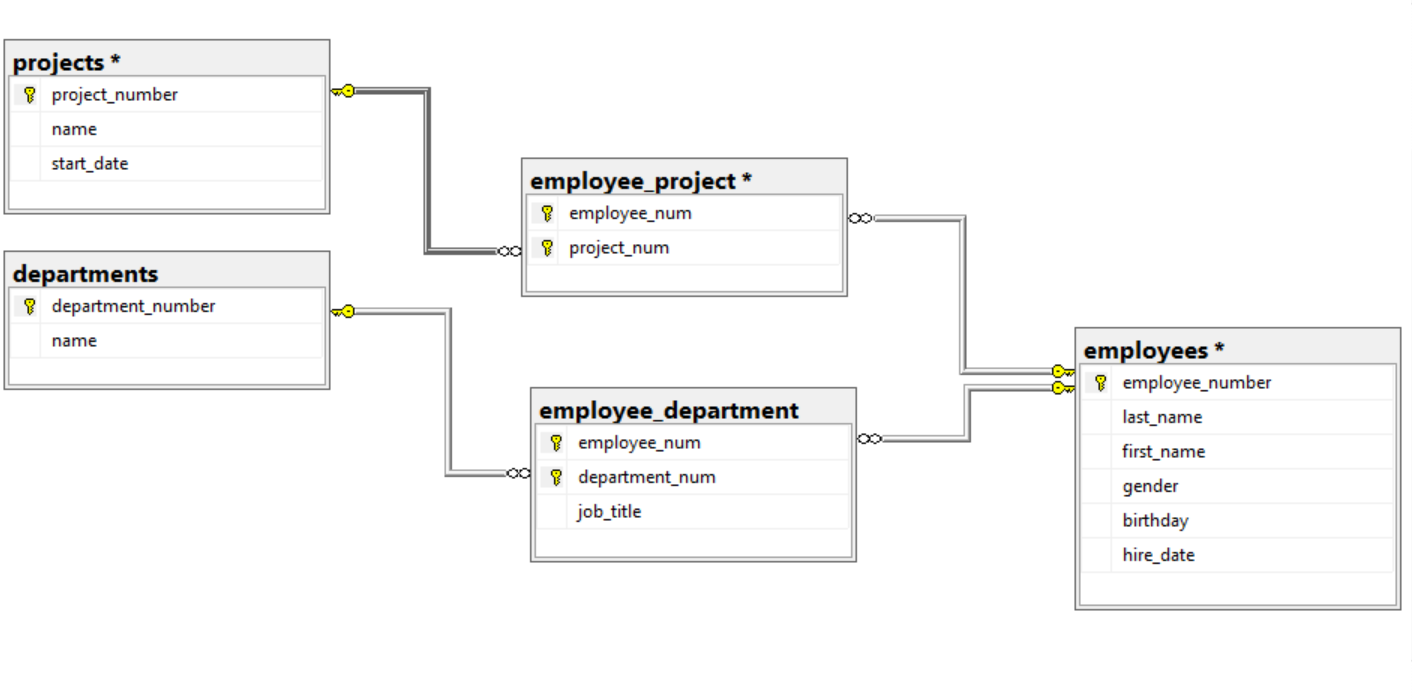 projects *
project_number
name
start_date
departments
department_number
name
employee_project *
employee_num
project_num
employee_department
employee_num
department_num
job_title
employees *
employee_number
last_name
first_name
gender
birthday
hire_date